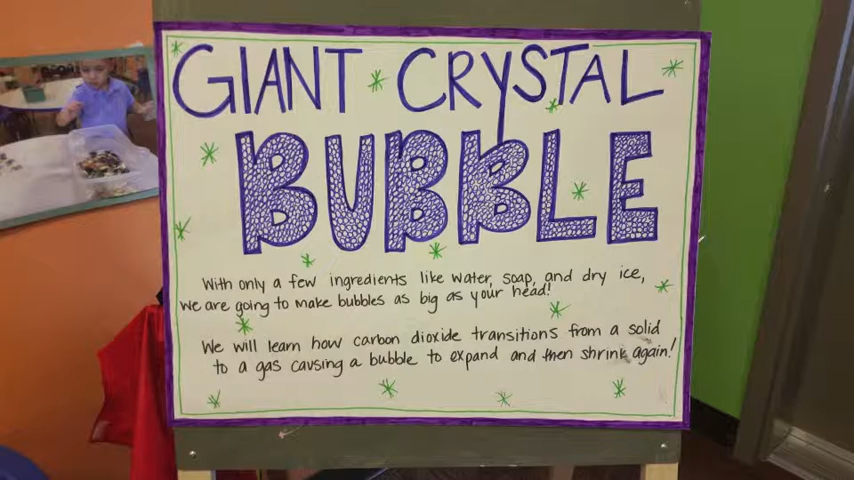 GIANT CRYSTAL
BUBBLE
With only a few ingredients like water, soap, and dry ice,
we are going to make bubbles as big as your head!
We will learn how carbon dioxide transitions from a solid
to a gas causing a bubble to expand and then shrink again!